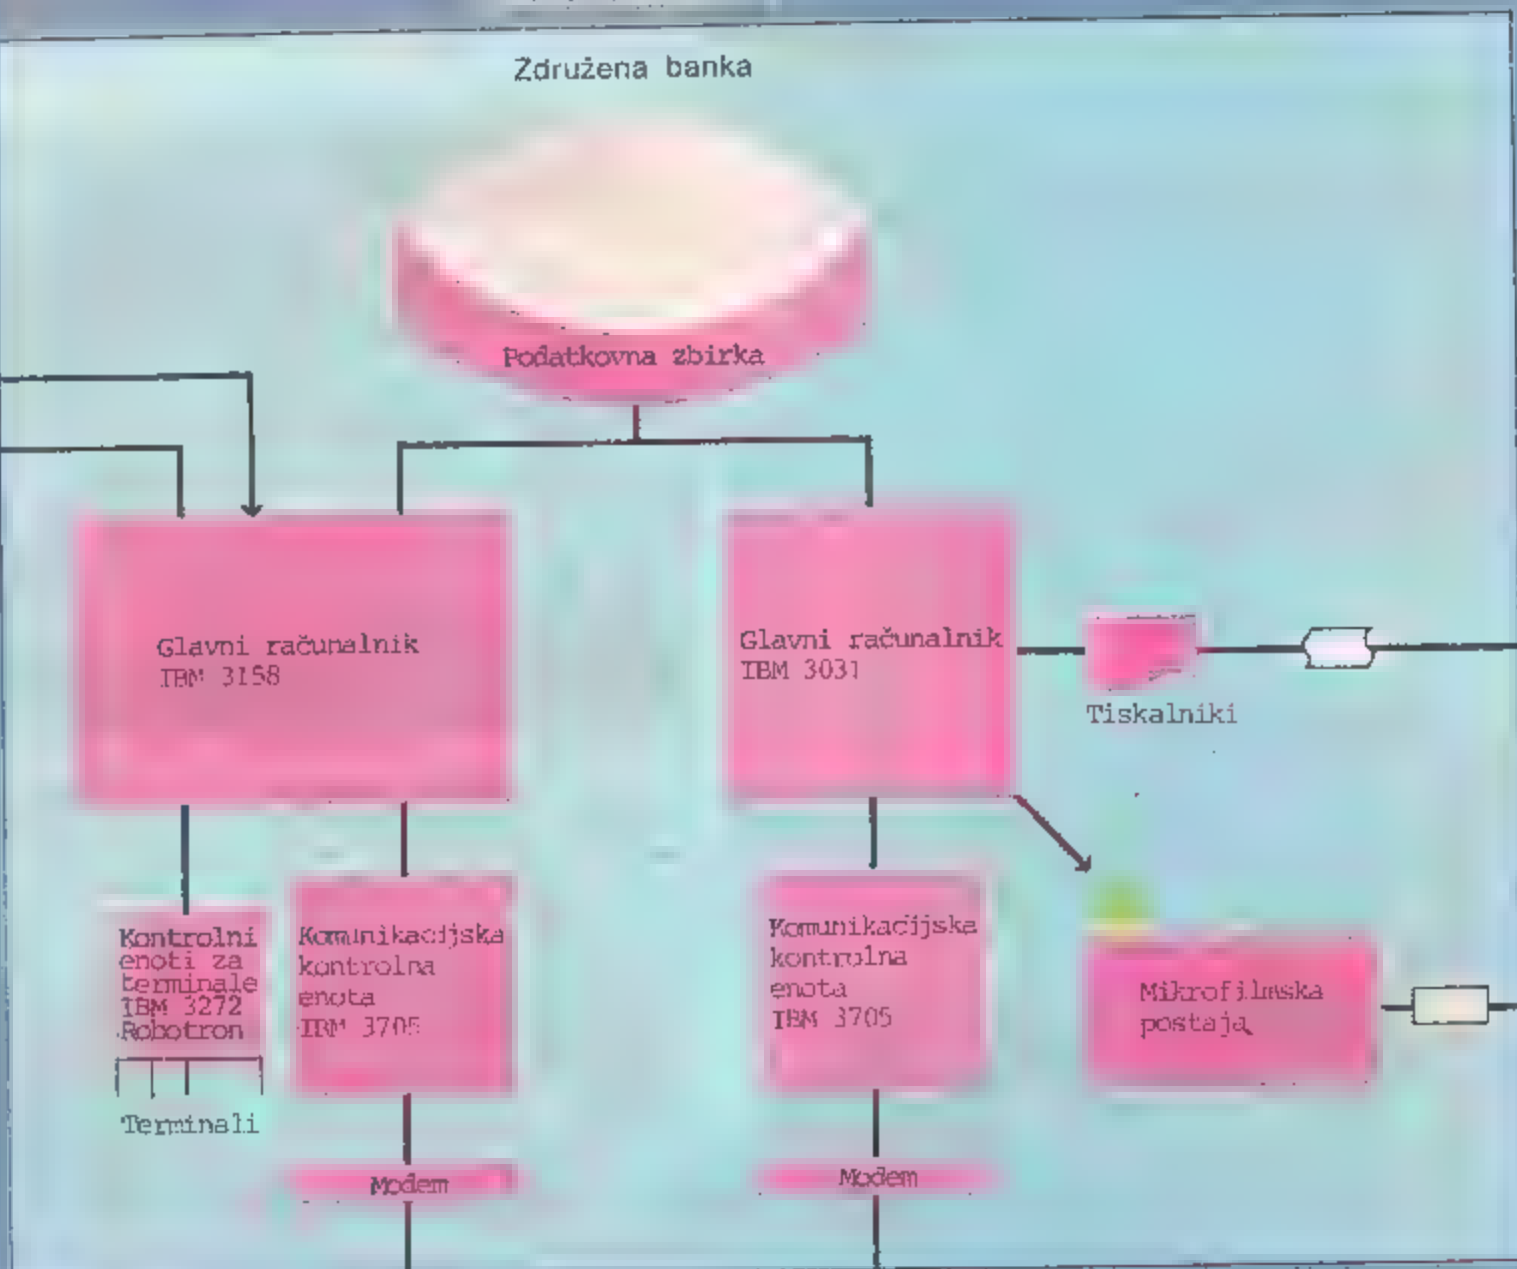 Združena banka
Podatkovna zbirka
Glavni računalnik
IBM 3158
Glavni računalnik
IBM 3031
Tiskalniki
Kontrolni
enoti za
terminale
IBM 3272
Robotron
Terminali
Komunikacijska
kontrolna
enota
IBM 3705
Modem
Komunikacijska
kontrolna
enota
IBM 3705
Modem
Mikrofilmska
postaja